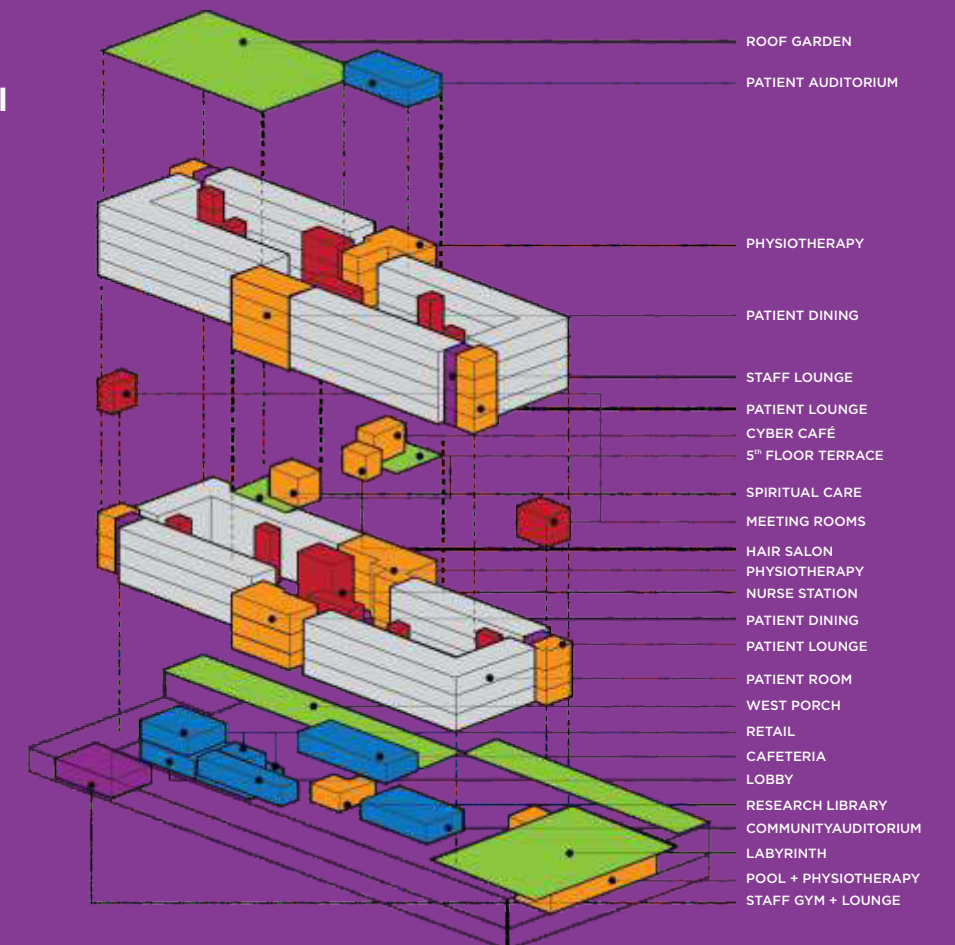 ROOF GARDEN
PATIENT AUDITORIUM
PHYSIOTHERAPY
PATIENT DINING
STAFF LOUNGE
PATIENT LOUNGE
CYBER CAFÉ
5th FLOOR TERRACE
SPIRITUAL CARE
MEETING ROOMS
HAIR SALON
PHYSIOTHERAPY
NURSE STATION
PATIENT DINING
PATIENT LOUNGE
PATIENT ROOM
WEST PORCH
RETAIL
CAFETERIA
LOBBY
RESEARCH LIBRARY
COMMUNITYAUDITORIUM
LABYRINTH
POOL + PHYSIOTHERAPY
STAFF GYM + LOUNGE